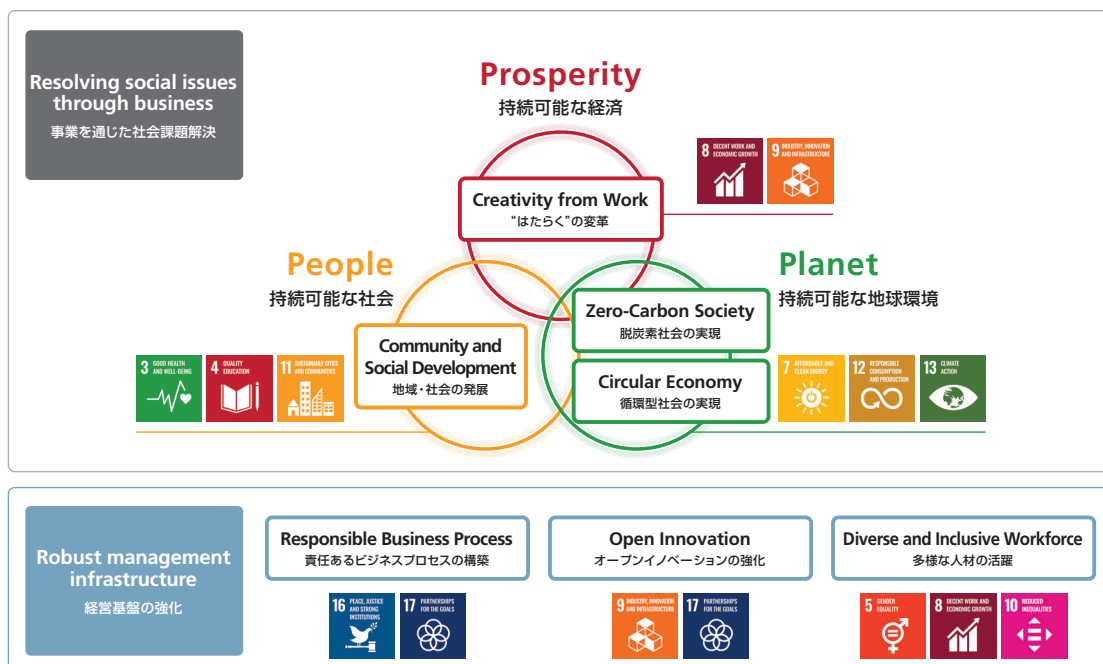 Resolving social issues
through business
事業を通じた社会課題解決
Prosperity
持続可能な経済
8 DECENT WORK AND
ECONOMIC GROWTH
9 INDUSTRY, INNOVATION
AND INFRASTRUCTURE
Creativity from Work
“はたらく”の変革
People
持続可能な社会
Planet
持続可能な地球環境
Zero-Carbon Society
脱炭素社会の実現
Community and
Social Development
地域・社会の発展
Circular Economy
循環型社会の実現
3 GOOD HEALTH
AND WELL-BEING
4 QUALITY
EDUCATION
11 SUSTAINABLE CITIES
AND COMMUNITIES
7 AFFORDABLE AND
CLEAN ENERGY
12 RESPONSIBLE
CONSUMPTION
AND PRODUCTION
13 CLIMATE
ACTION
Robust management
infrastructure
経営基盤の強化
Responsible Business Process
責任あるビジネスプロセスの構築
16 PEACE, JUSTICE
AND STRONG
INSTITUTIONS
17 PARTNERSHIPS
FOR THE GOALS
Open Innovation
オープンイノベーションの強化
9 INDUSTRY, INNOVATION
AND INFRASTRUCTURE
17 PARTNERSHIPS
FOR THE GOALS
Diverse and Inclusive Workforce
多様な人材の活躍
5 GENDER
EQUALITY
8 DECENT WORK AND
ECONOMIC GROWTH
10 REDUCED
INEQUALITIES